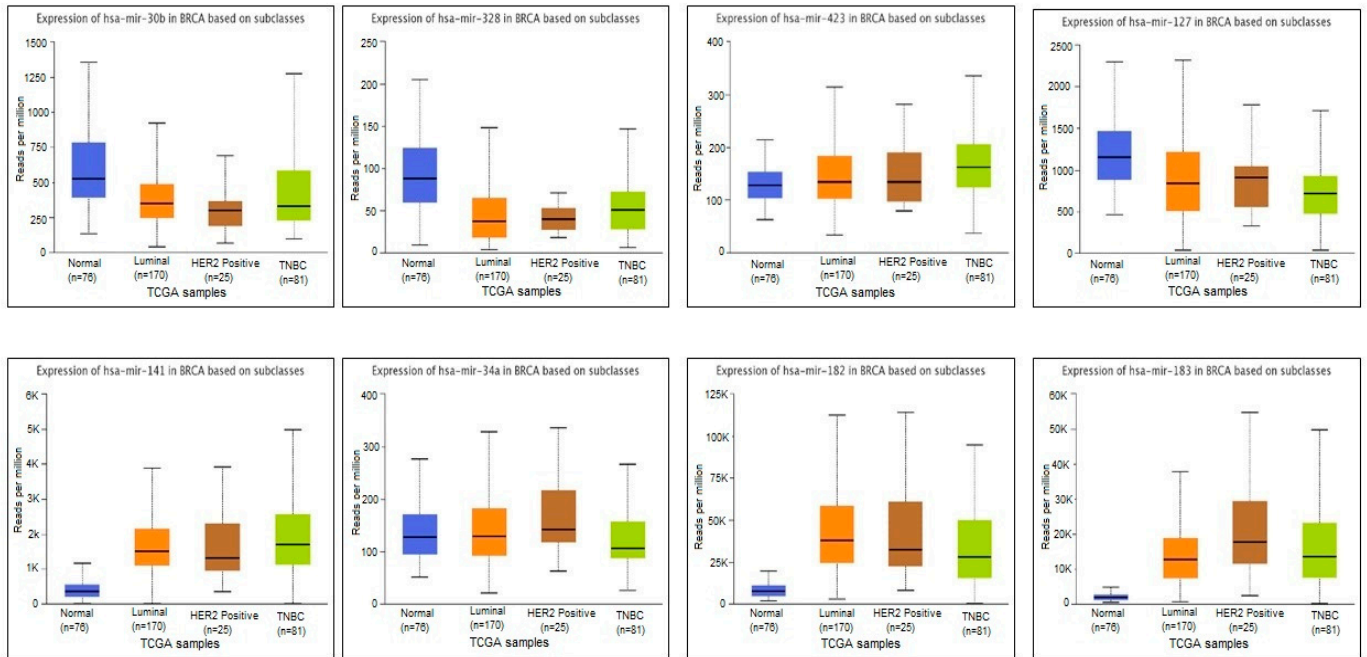 Expression of hsa-mir-30b in BRCA based on subclasses
Reads per million
1500
1250
1000
750
500
250
0
Normal Luminal HER2 Positive TNBC
(n=76) (n=170) (n=25) (n=81)
TCGA samples
Expression of hsa-mir-328 in BRCA based on subclasses
Reads per million
250
200
150
100
50
0
Normal Luminal HER2 Positive TNBC
(n=76) (n=170) (n=25) (n=81)
TCGA samples
Expression of hsa-mir-423 in BRCA based on subclasses
Reads per million
400
300
200
100
0
Normal Luminal HER2 Positive TNBC
(n=76) (n=170) (n=25) (n=81)
TCGA samples
Expression of hsa-mir-127 in BRCA based on subclasses
Reads per million
2500
2000
1500
1000
500
0
Normal Luminal HER2 Positive TNBC
(n=76) (n=170) (n=25) (n=81)
TCGA samples
Expression of hsa-mir-141 in BRCA based on subclasses
Reads per million
6K
5K
4K
3K
2K
1K
0
Normal Luminal HER2 Positive TNBC
(n=76) (n=170) (n=25) (n=81)
TCGA samples
Expression of hsa-mir-34a in BRCA based on subclasses
Reads per million
400
300
200
100
0
Normal Luminal HER2 Positive TNBC
(n=76) (n=170) (n=25) (n=81)
TCGA samples
Expression of hsa-mir-182 in BRCA based on subclasses
Reads per million
125K
100K
75K
50K
25K
0
Normal Luminal HER2 Positive TNBC
(n=76) (n=170) (n=25) (n=81)
TCGA samples
Expression of hsa-mir-183 in BRCA based on subclasses
Reads per million
60K
50K
40K
30K
20K
10K
0
Normal Luminal HER2 Positive TNBC
(n=76) (n=170) (n=25) (n=81)
TCGA samples